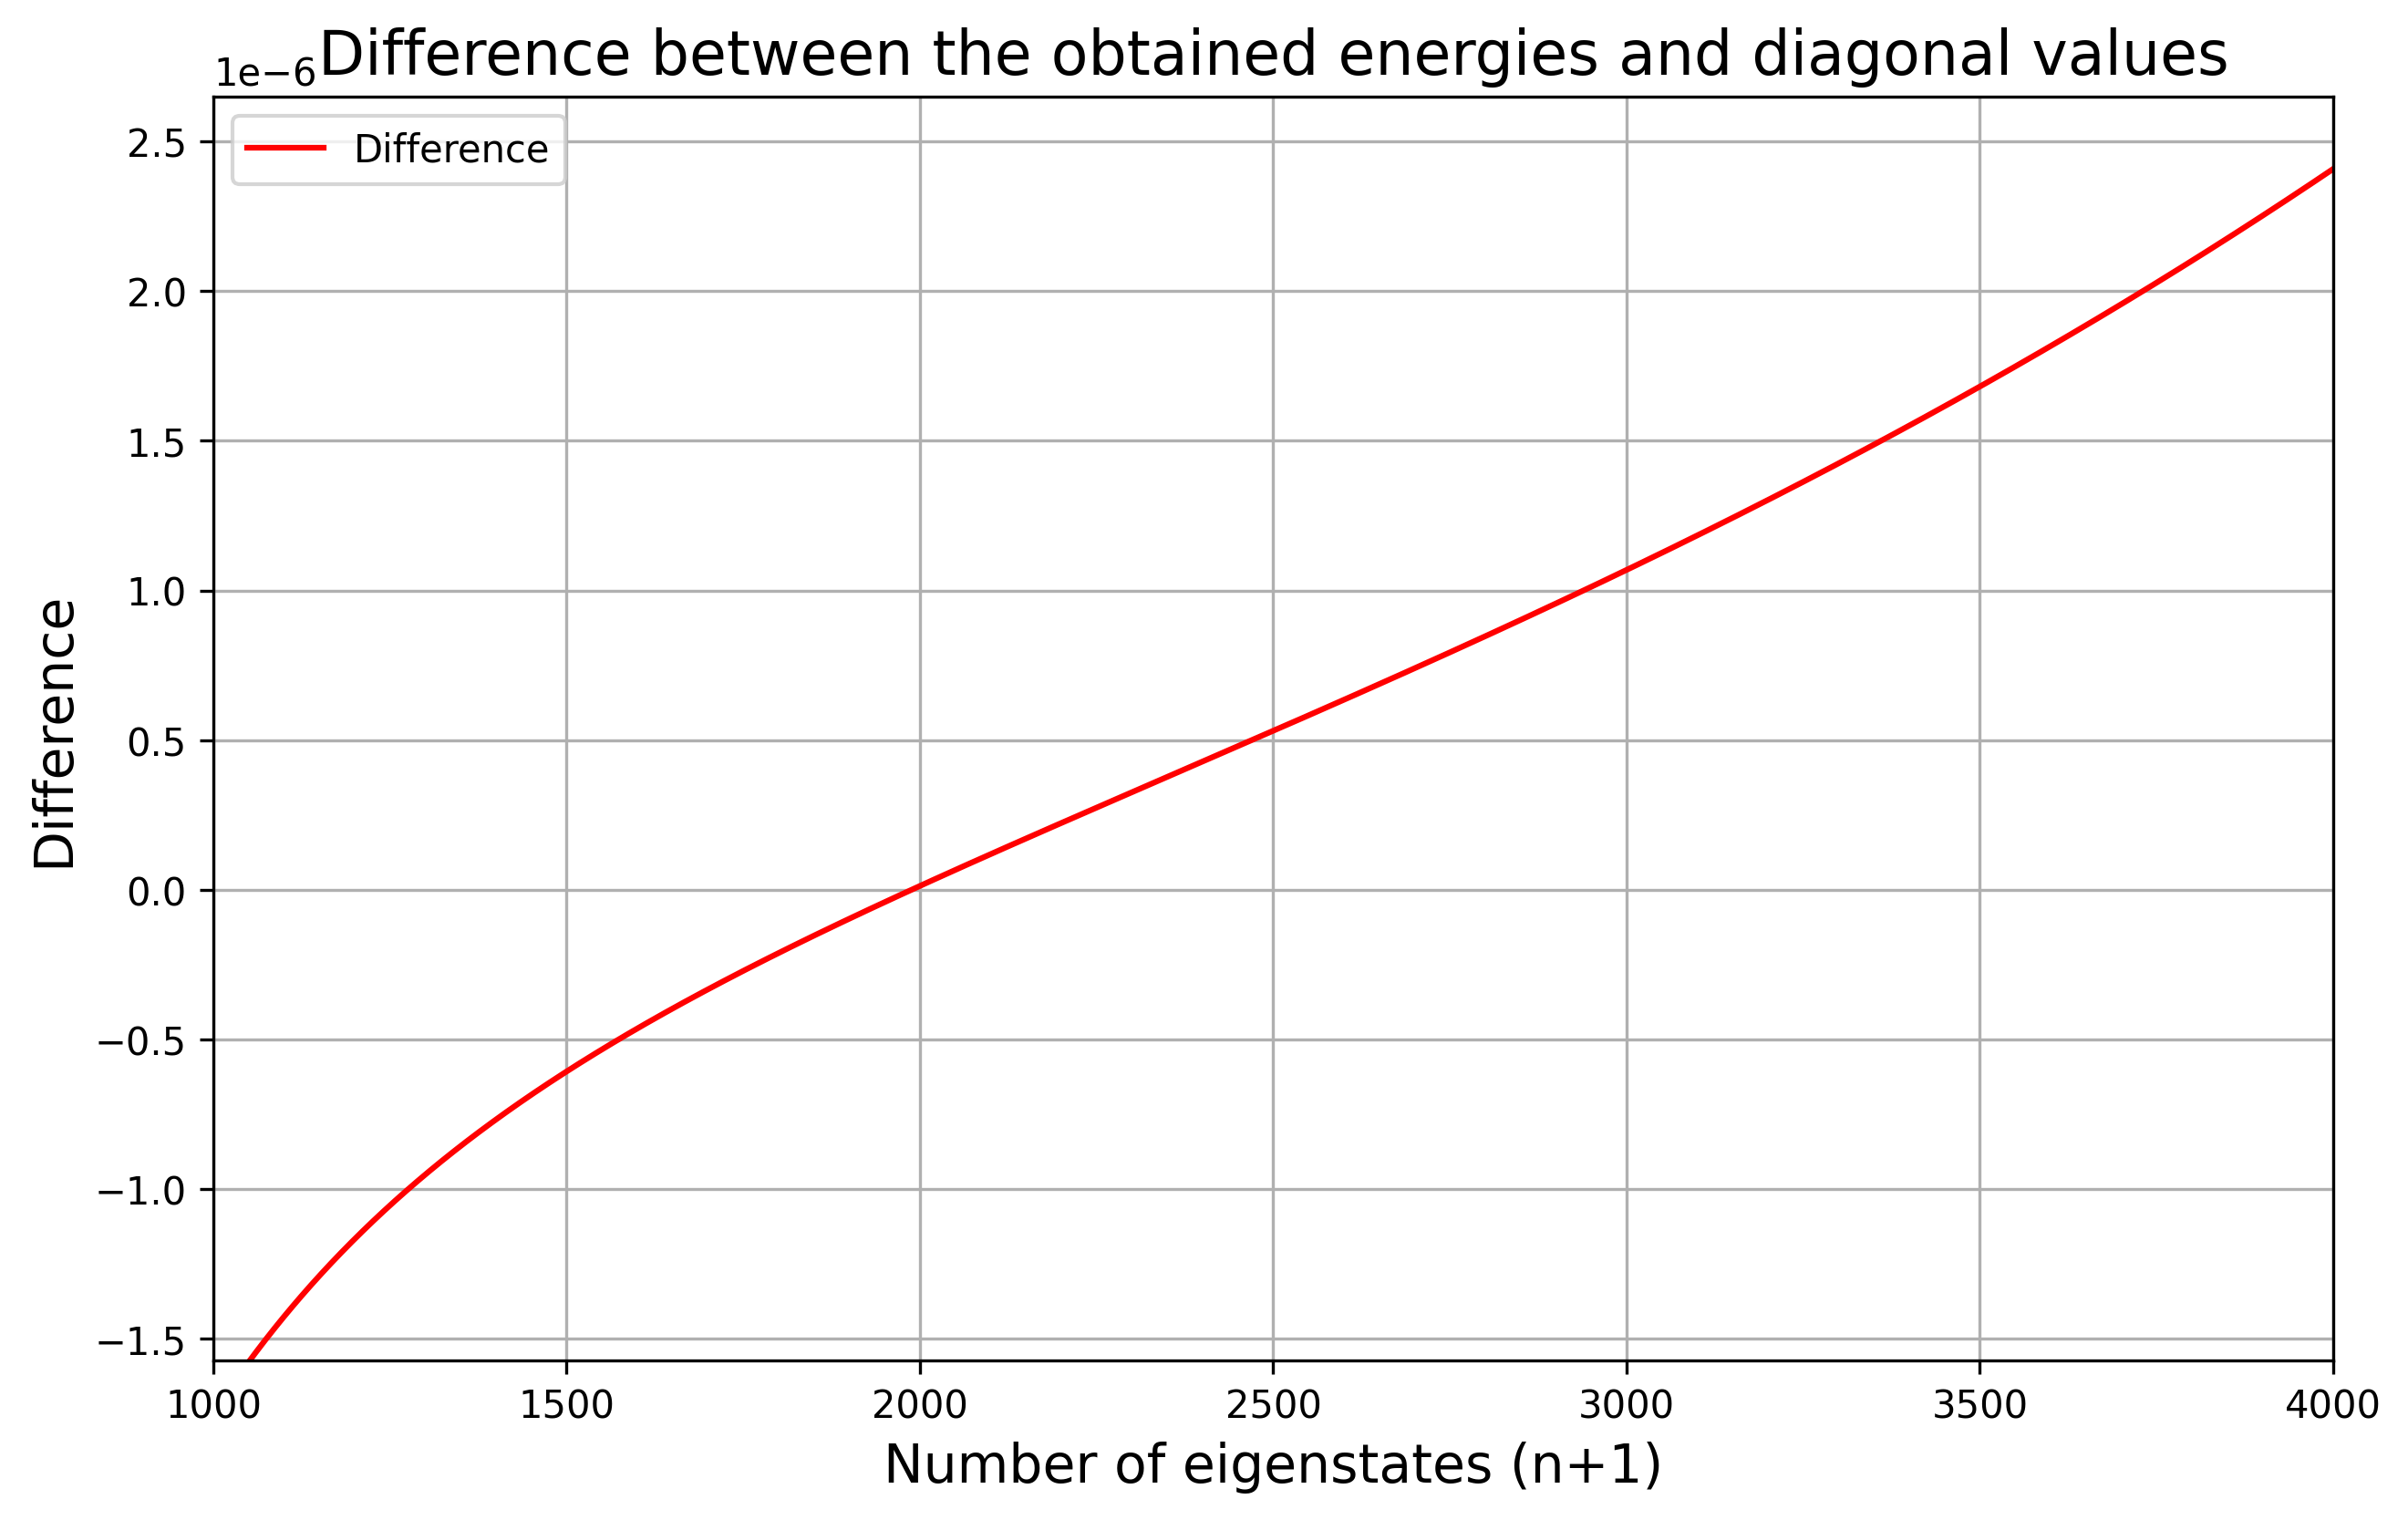 Difference between the obtained energies and diagonal values
1e−6
Difference
2.5
2.0
1.5
1.0
0.5
0.0
−0.5
−1.0
−1.5
Difference
1000 1500 2000 2500 3000 3500 4000
Number of eigenstates (n+1)